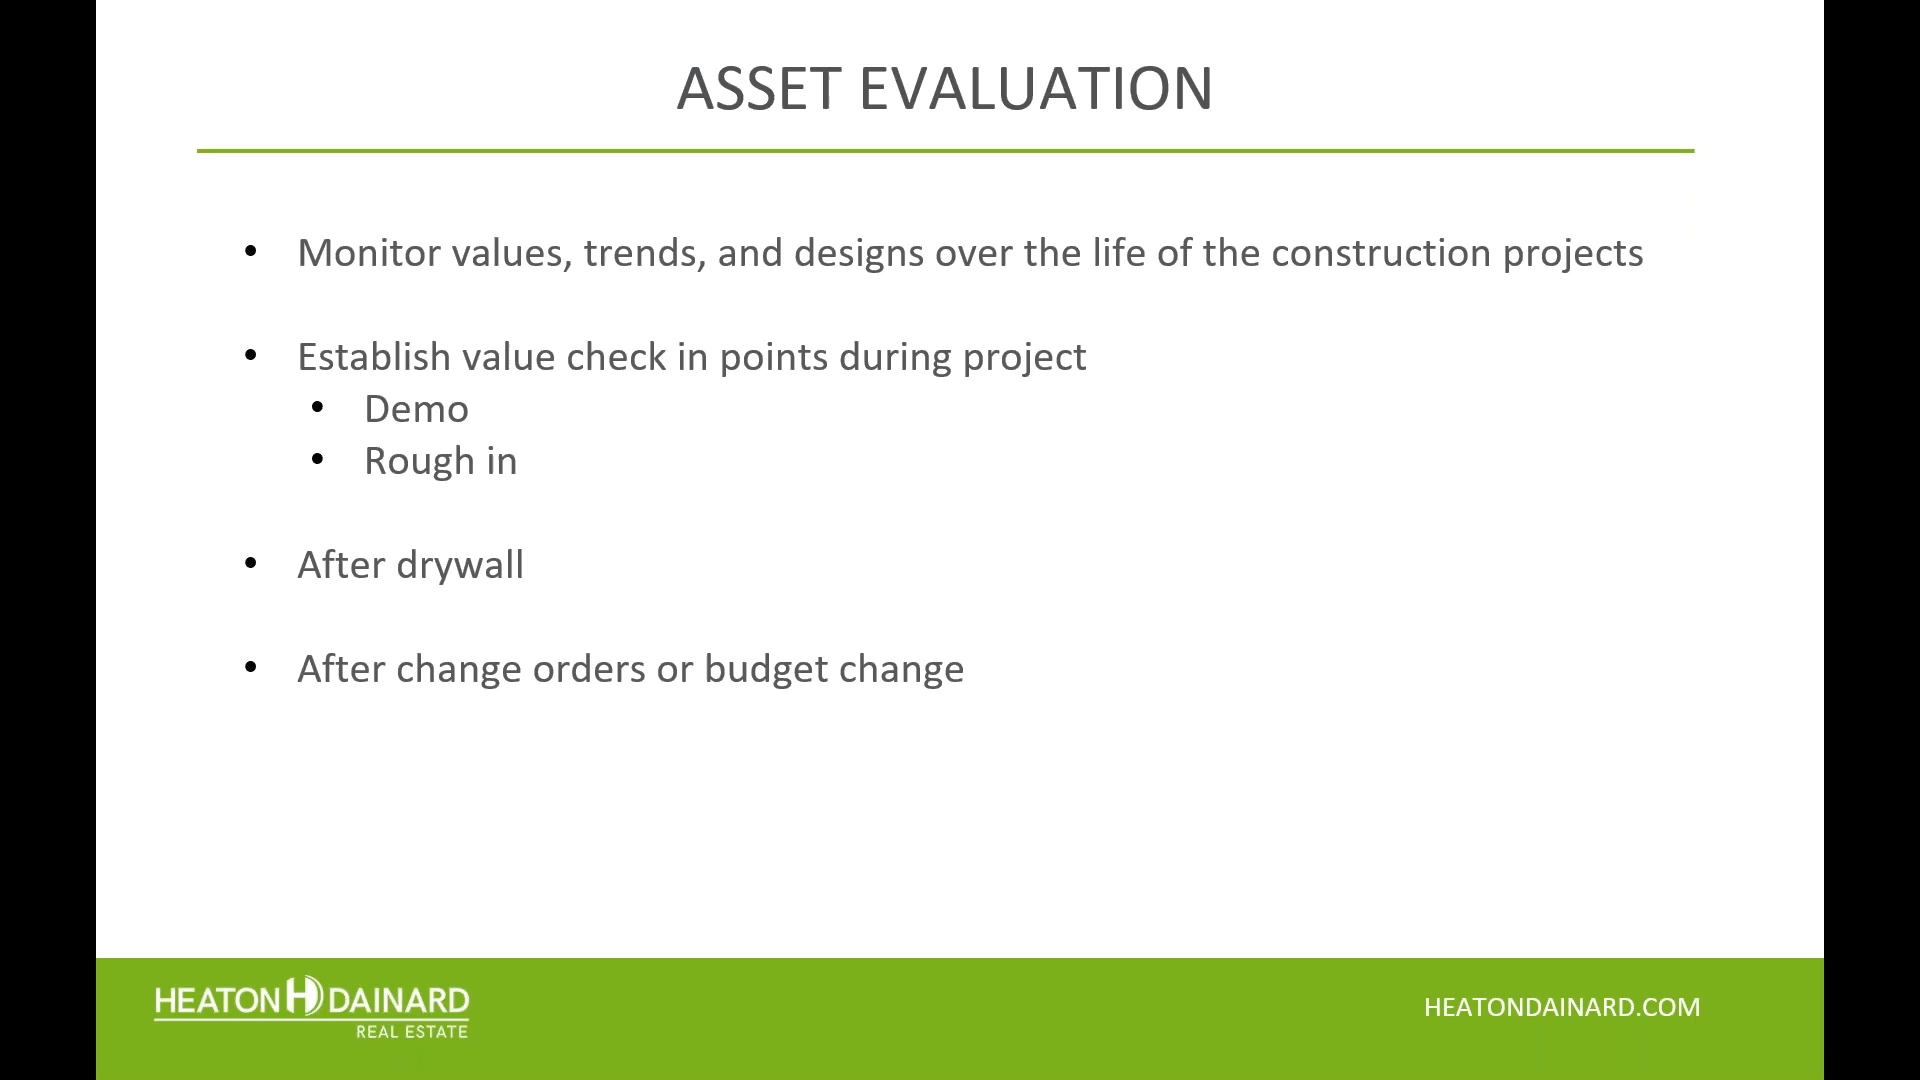 ASSET EVALUATION
• Monitor values, trends, and designs over the life of the construction projects
• Establish value check in points during project
• Demo
• Rough in
• After drywall
• After change orders or budget change
HEATON H DAINARD
REAL ESTATE
HEATONDAINARD.COM